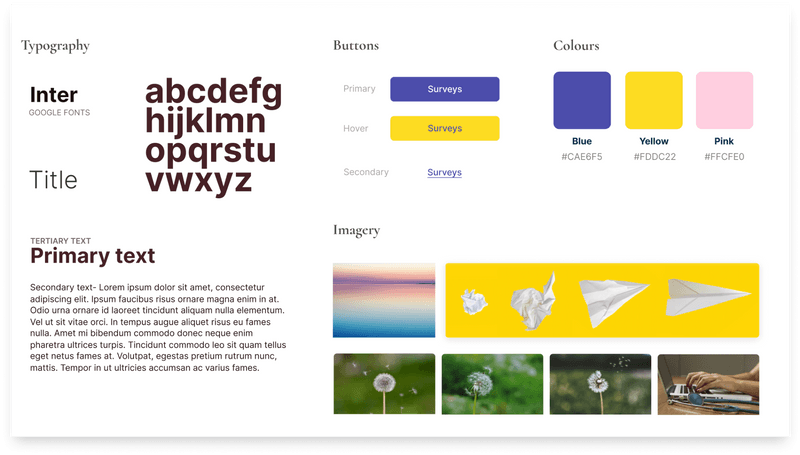 Typography
Inter
GOOGLE FONTS
abcdefg
hijklmn
opqrstu
vwxyz
Title
TERTIARY TEXT
Primary text
Secondary text- Lorem ipsum dolor sit amet, consectetur
adipiscing elit. Ipsum faucibus risus ornare magna enim in at.
Odio urna ornare id laoreet tincidunt aliquam nulla elementum.
Vel ut sit vitae orci. In tempus augue aliquet risus eu fames
nulla. Amet mi bibendum commodo donec neque enim
pharetra ultrices turpis. Tincidunt commodo leo sit quam tellus
eget netus fames at. Volutpat, egestas pretium rutrum nunc,
mattis. Tempor in ut ultricies accumsan ac varius fames.
Buttons
Primary
Surveys
Hover
Surveys
Secondary
Surveys
Colours
Blue
#CAE6F5
Yellow
#FDDC22
Pink
#FFCFE0
Imagery